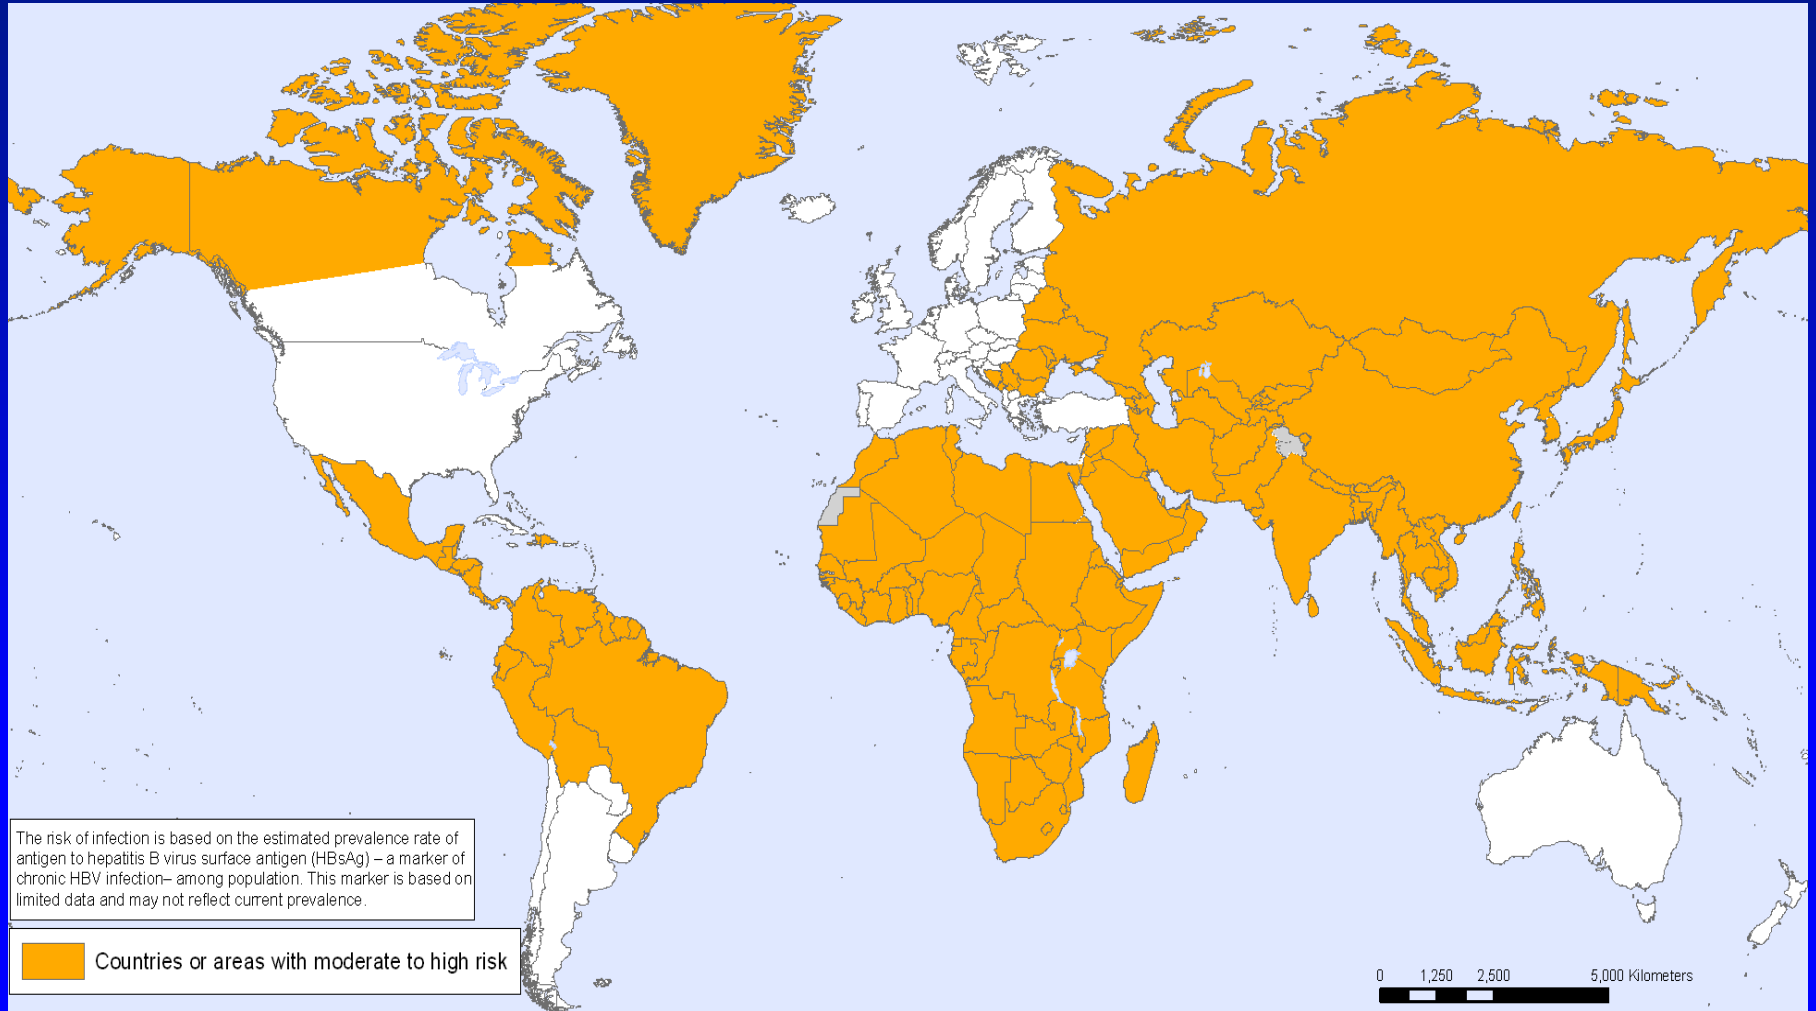 The risk of infection is based on the estimated prevalence rate of
antigen to hepatitis B virus surface antigen (HBsAg) – a marker of
chronic HBV infection– among population. This marker is based on
limited data and may not reflect current prevalence.
Countries or areas with moderate to high risk
0 1,250 2,500 5,000 Kilometers